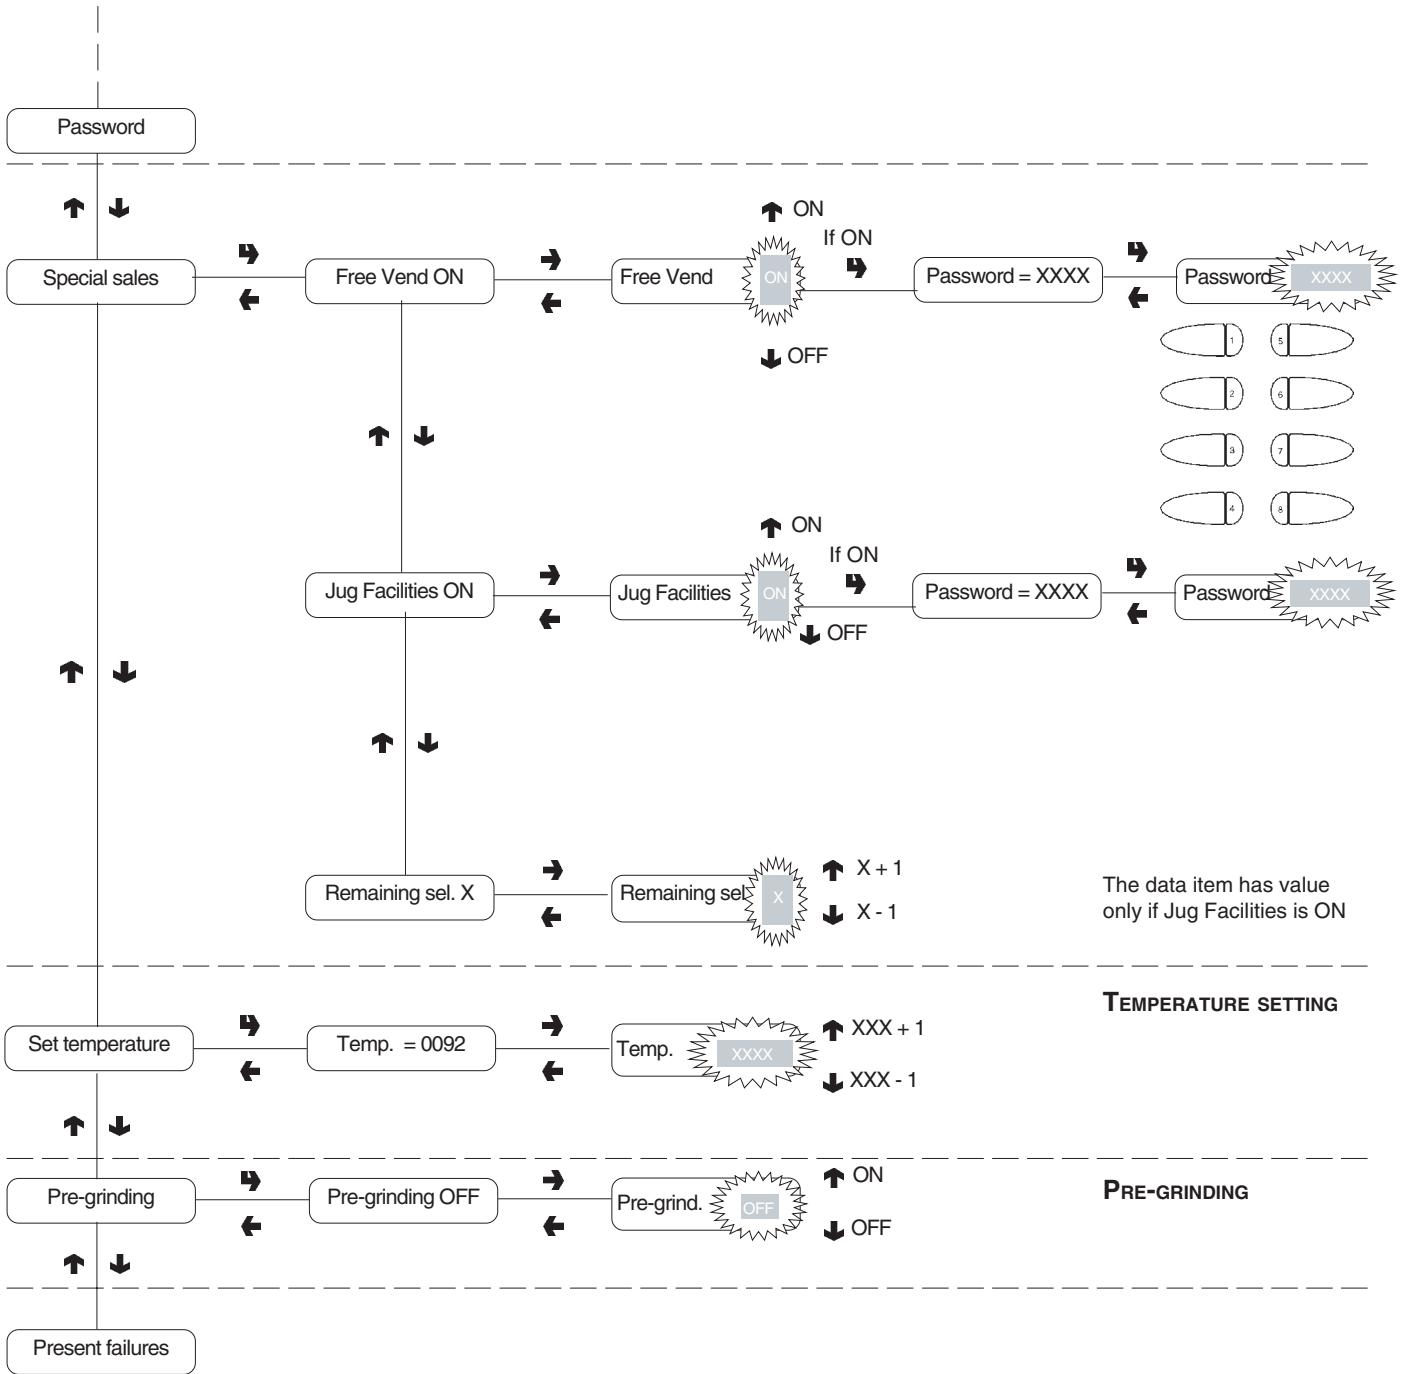 Password
ON
If ON
Special sales
Free Vend ON
Free Vend
ON
Password = XXXX
Password
XXXX
OFF
1
5
2
6
3
7
4
8
ON
If ON
Jug Facilities ON
Jug Facilities
ON
Password = XXXX
Password
XXXX
OFF
Remaining sel. X
Remaining sel
X
X + 1
X - 1
The data item has value
only if Jug Facilities is ON
TEMPERATURE SETTING
Set temperature
Temp. = 0092
Temp.
XXXX
XXX + 1
XXX - 1
PRE-GRINDING
Pre-grinding
Pre-grinding OFF
Pre-grind.
OFF
ON
OFF
Present failures